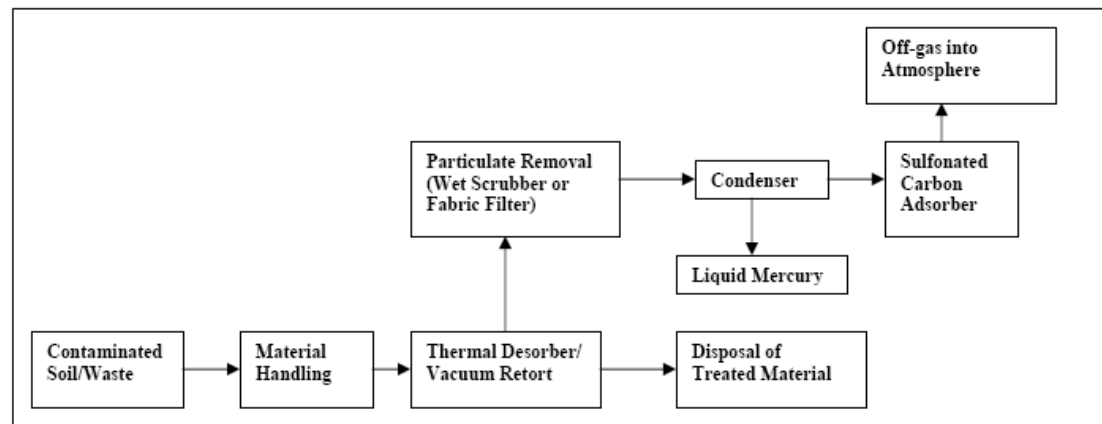 Off-gas into
Atmosphere
Particulate Removal
(Wet Scrubber or
Fabric Filter)
Condenser
Sulfonated
Carbon
Adsorber
Liquid Mercury
Contaminated
Soil/Waste
Material
Handling
Thermal Desorber/
Vacuum Retort
Disposal of
Treated Material